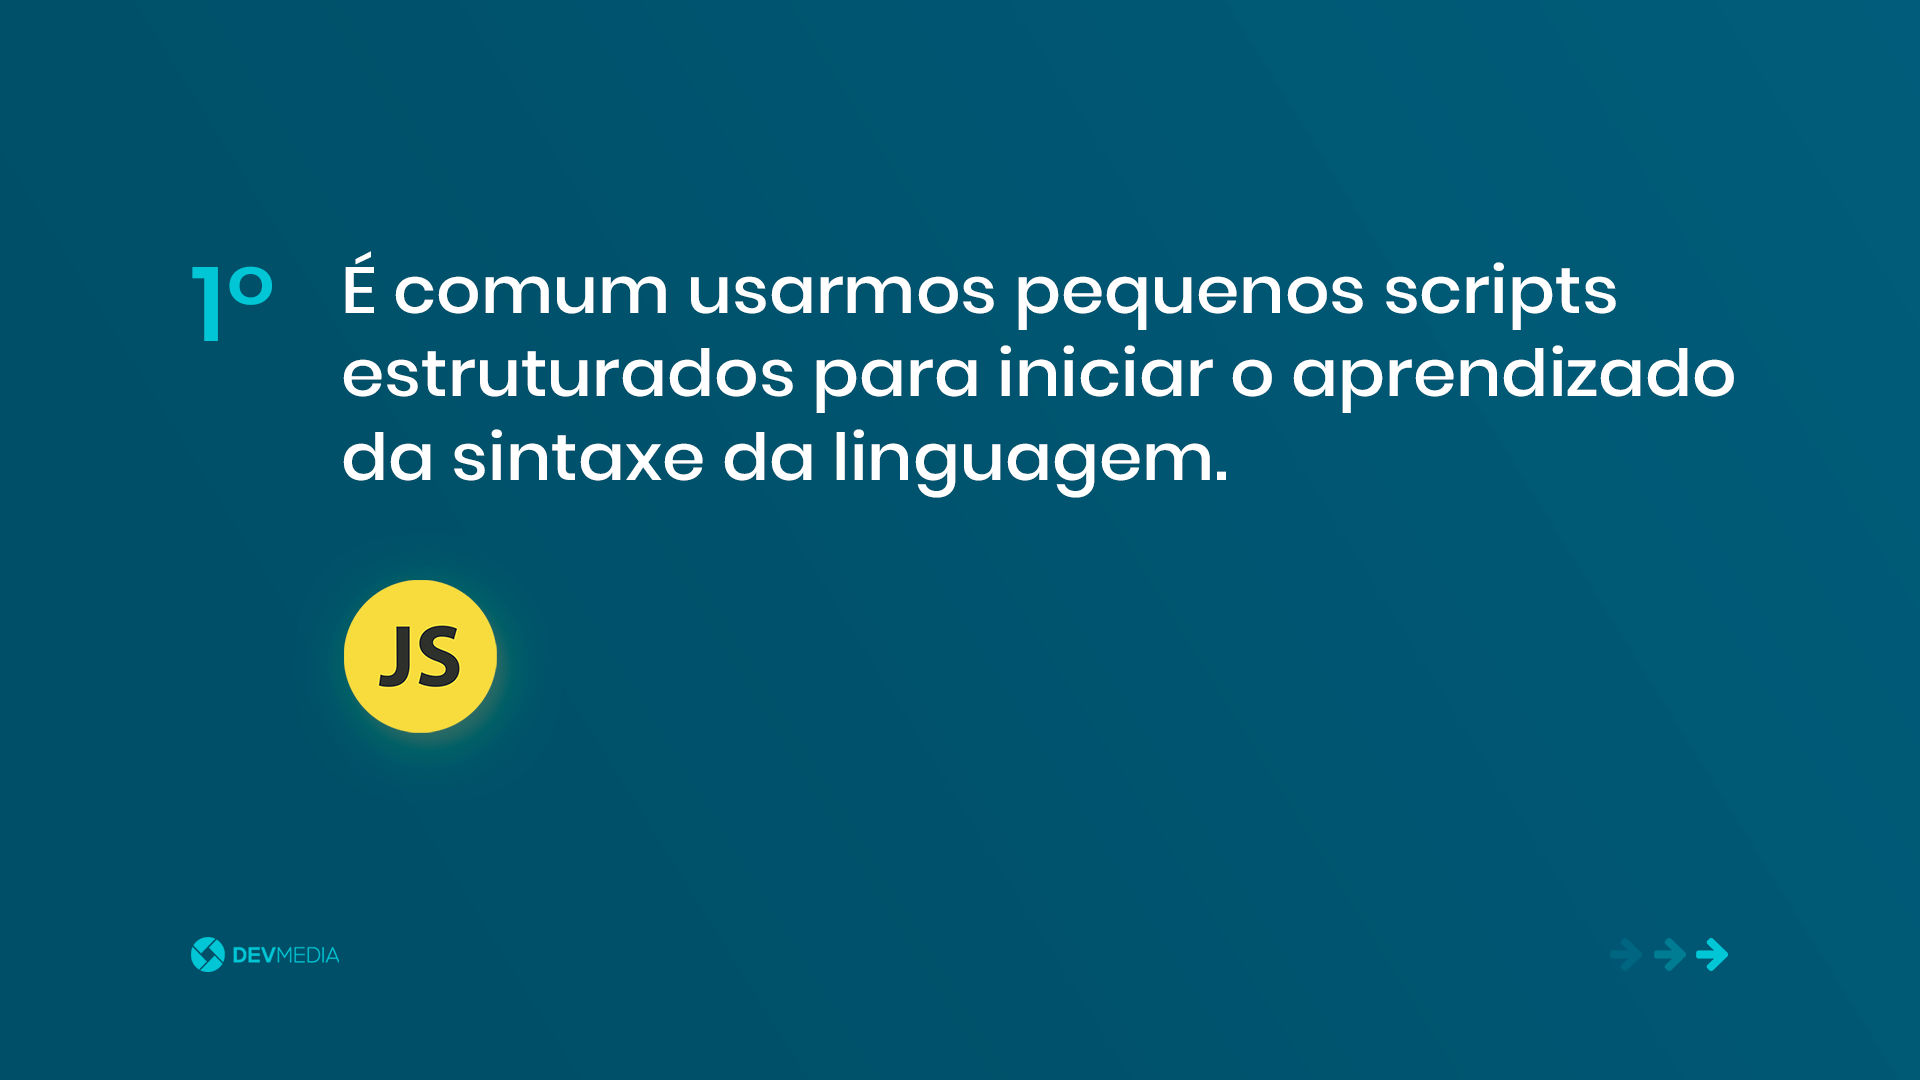 1º
É comum usarmos pequenos scripts
estruturados para iniciar o aprendizado
da sintaxe da linguagem.
JS
DEVMEDIA